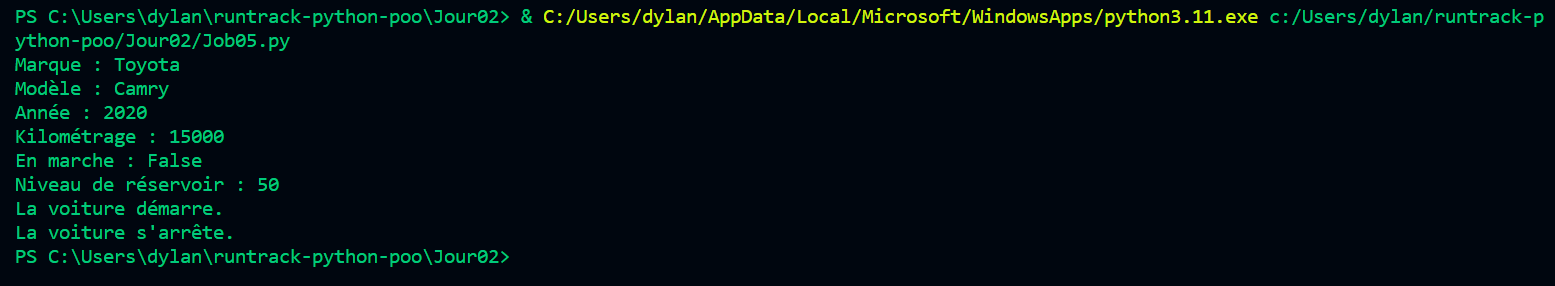 PS C:\Users\dylan\runtrack-python-poo\Jour02> & C:/Users/dylan/AppData/Local/Microsoft/WindowsApps/python3.11.exe c:/Users/dylan/runtrack-p
ython-poo/Jour02/Job05.py
Marque : Toyota
Modèle : Camry
Année : 2020
Kilométrage : 15000
En marche : False
Niveau de réservoir : 50
La voiture démarre.
La voiture s'arrête.
PS C:\Users\dylan\runtrack-python-poo\Jour02>